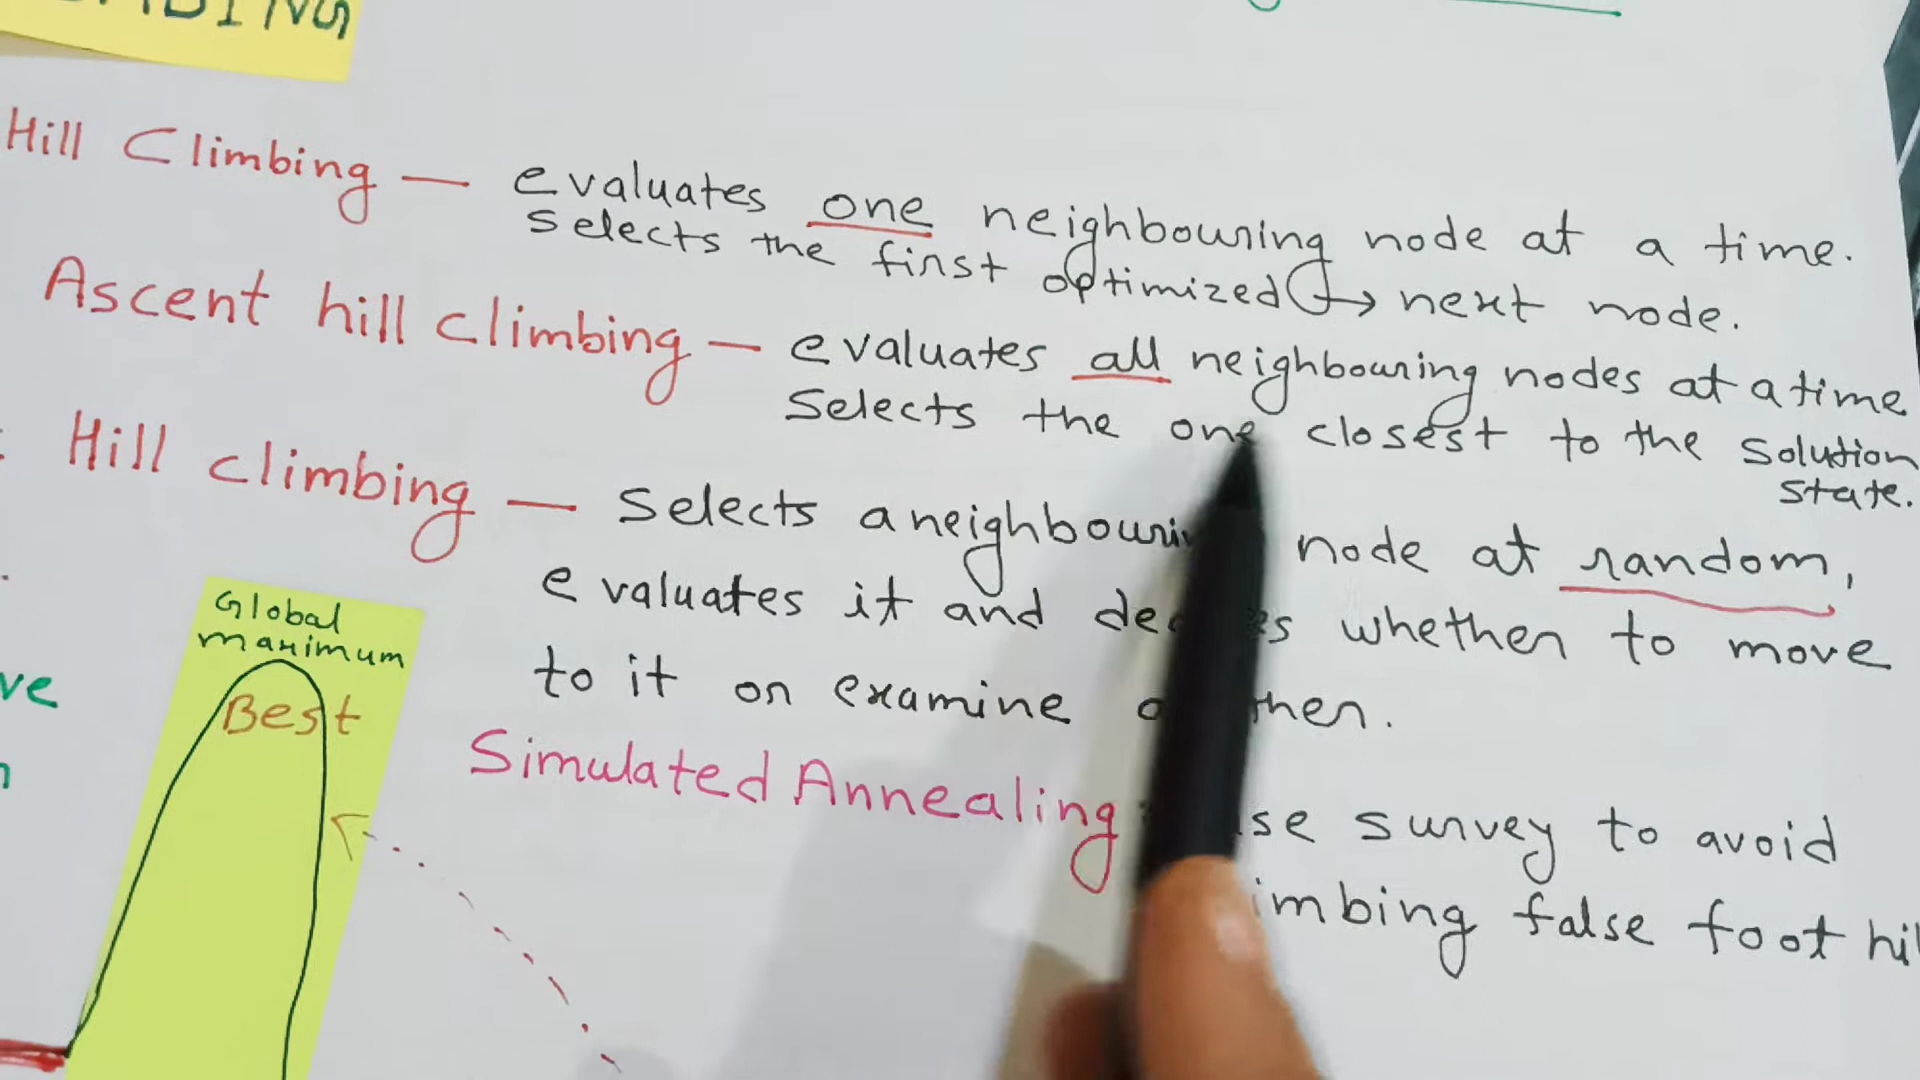 Hill Climbing — evaluates one neighbouring node at a time.
Selects the first optimized → next node.
Ascent hill climbing — evaluates all neighbouring nodes at a time
Selects the one closest to the solution
state.
Hill climbing — Selects a neighbouring node at random,
evaluates it and decides whether to move
to it or examine another.
Global
maximum
Best
Simulated Annealing survey to avoid
false foot